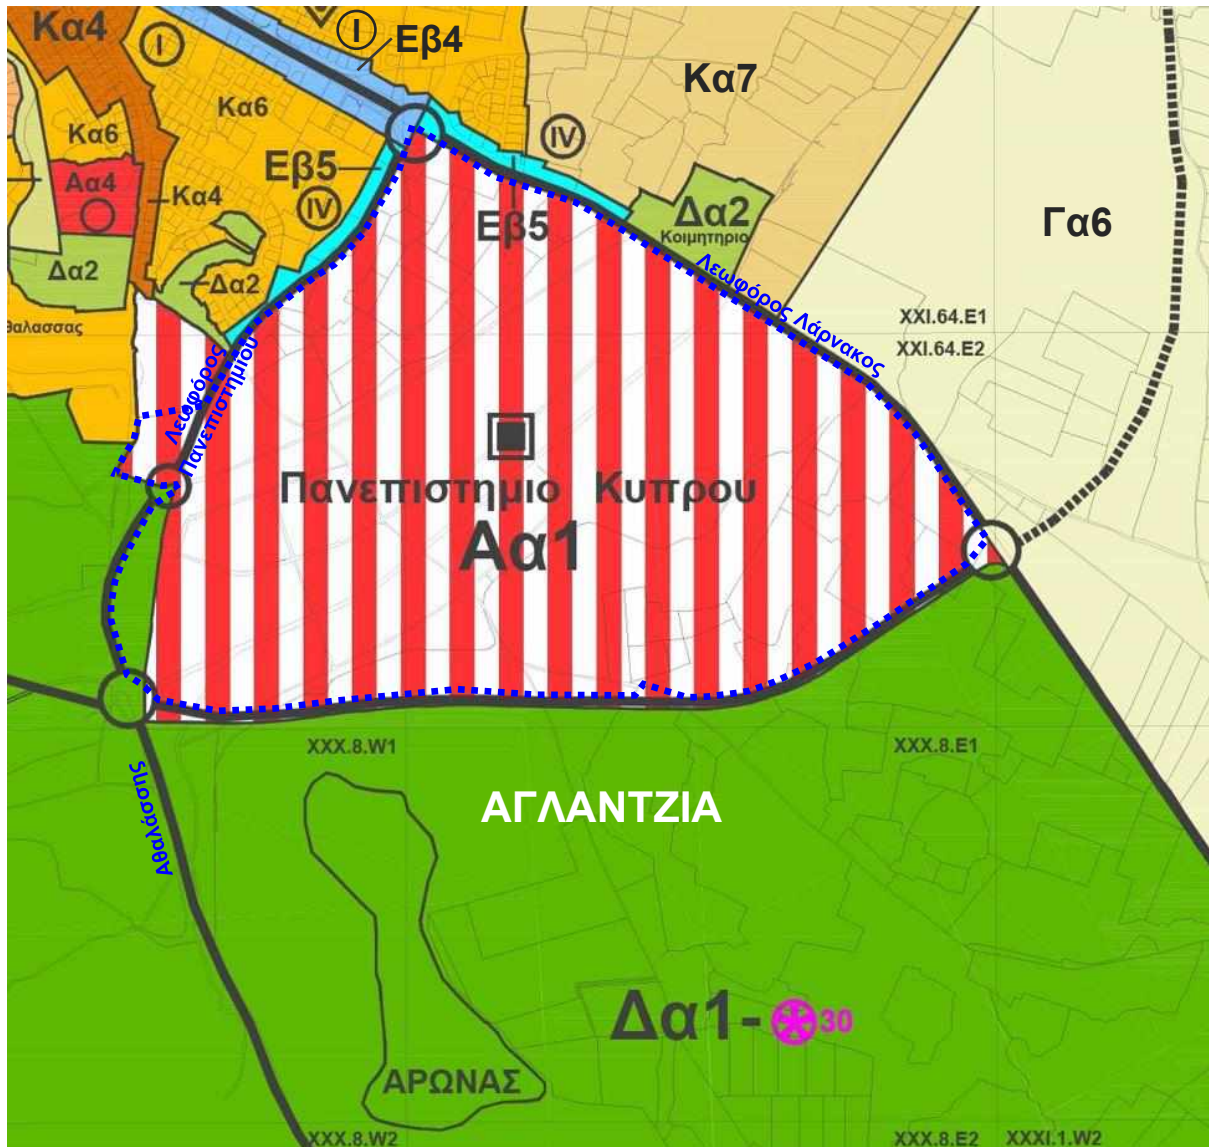 Κα4
Ι
Ι
Εβ4
Κα7
Κα6
Κα6
IV
Εβ5
Αα4
Κα4
IV
Δα2
Κοιμητηριο
Γα6
Εβ5
Δα2
Δα2
Λεωφόρος Λάρνακος
XXI.64.E1
θαλασσας
XXI.64.E2
Λεωφόρος
Πανεπιστημίου
Πανεπιστημιο Κυπρου
Αα1
XXX.8.W1
XXX.8.E1
Αθαλάσσης
ΑΓΛΑΝΤΖΙΑ
Δα1- 30
ΑΡΩΝΑΣ
XXX.8.W2
XXX.8.E2
XXXI.1.W2